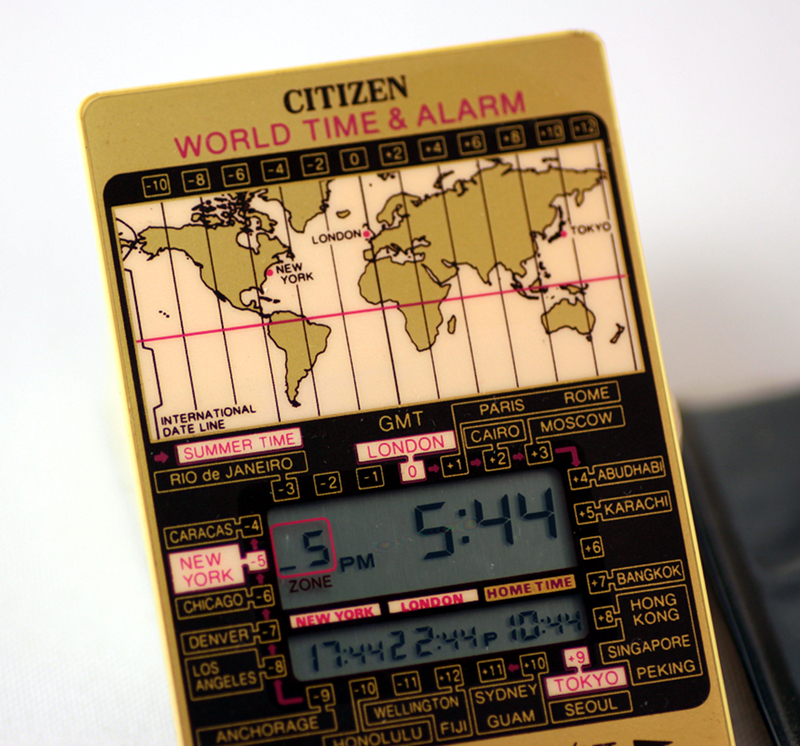 CITIZEN
WORLD TIME & ALARM
-10 -8 -6 -4 -2 0 +2 +4 +6 +8 +10 +12
LONDON
TOKYO
NEW
YORK
INTERNATIONAL
DATE LINE
GMT
PARIS ROME
SUMMER TIME
LONDON
CAIRO
MOSCOW
RIO de JANEIRO
-3 -2 -1 0 +1 +2 +3
+4 ABUDHABI
+5 KARACHI
CARACAS -4
+6
NEW
YORK
-5
-5 PM 5:44
ZONE
CHICAGO -6
+7 BANGKOK
NEW YORK LONDON HOME TIME
+8 HONG
KONG
DENVER -7
17:44 22:44 P 10:44
SINGAPORE
LOS
ANGELES
-8
PEKING
-9 -10 -11 +12 +11 +10 +9
TOKYO
ANCHORAGE
WELLINGTON
SYDNEY
SEOUL
HONOLULU
FIJI
GUAM